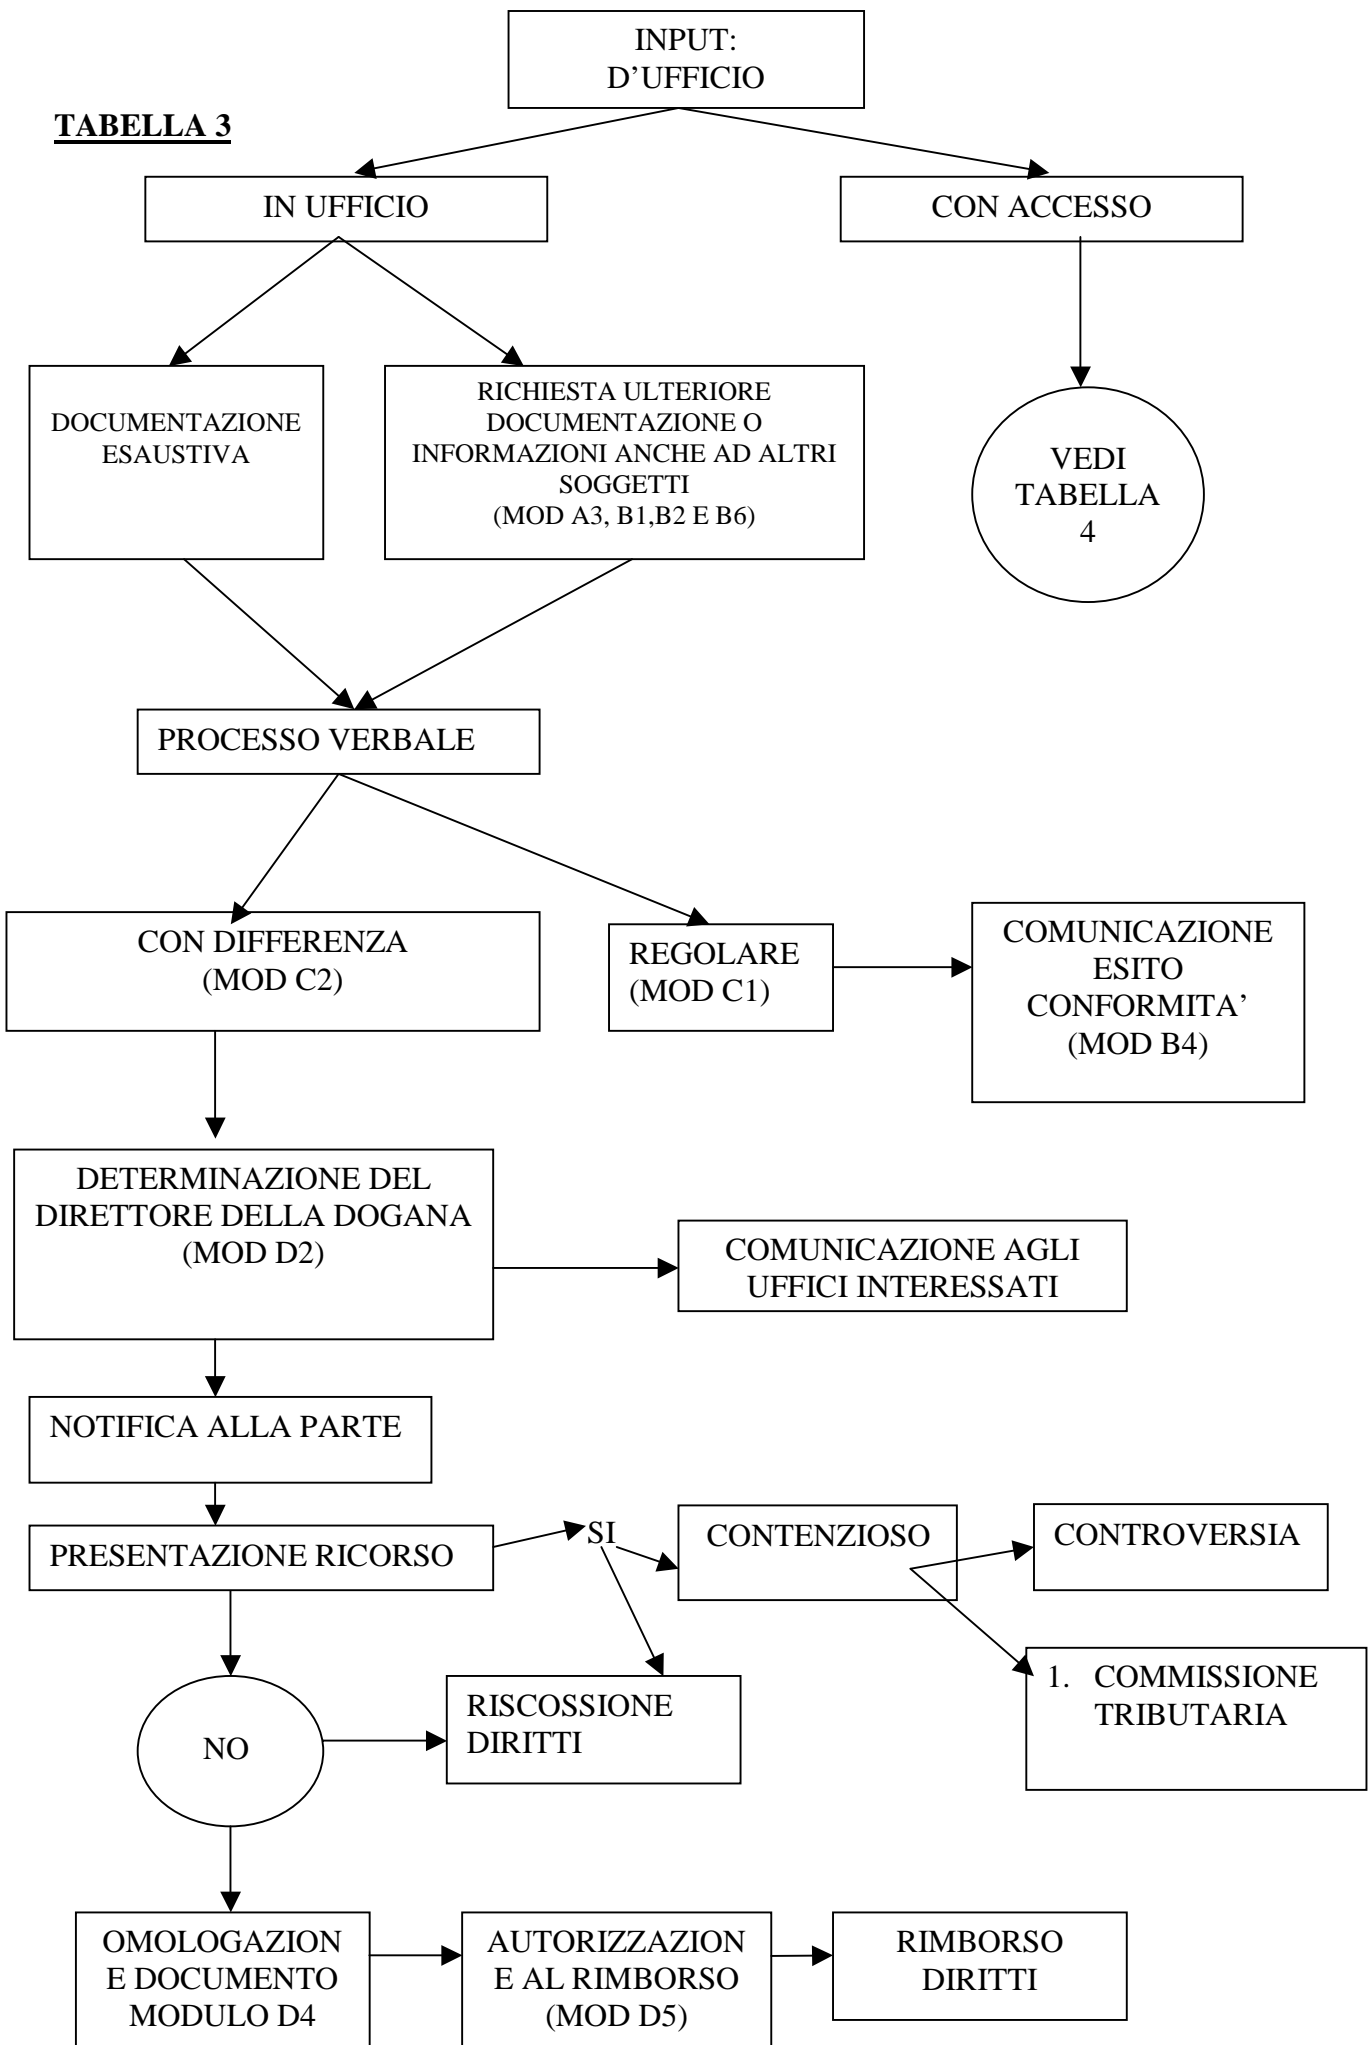 INPUT:
D’UFFICIO
TABELLA 3
IN UFFICIO
CON ACCESSO
DOCUMENTAZIONE
ESAUSTIVA
RICHIESTA ULTERIORE
DOCUMENTAZIONE O
INFORMAZIONI ANCHE AD ALTRI
SOGGETTI
(MOD A3, B1,B2 E B6)
VEDI
TABELLA
4
PROCESSO VERBALE
CON DIFFERENZA
(MOD C2)
REGOLARE
(MOD C1)
COMUNICAZIONE
ESITO
CONFORMITA’
(MOD B4)
DETERMINAZIONE DEL
DIRETTORE DELLA DOGANA
(MOD D2)
COMUNICAZIONE AGLI
UFFICI INTERESSATI
NOTIFICA ALLA PARTE
PRESENTAZIONE RICORSO
SI
CONTENZIOSO
CONTROVERSIA
1. COMMISSIONE
TRIBUTARIA
NO
RISCOSSIONE
DIRITTI
OMOLOGAZION
E DOCUMENTO
MODULO D4
AUTORIZZAZION
E AL RIMBORSO
(MOD D5)
RIMBORSO
DIRITTI